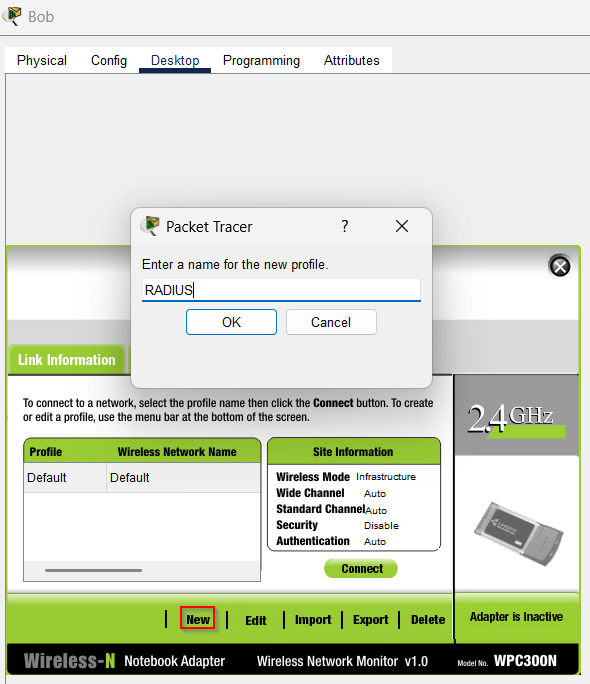 Bob
Physical Config Desktop Programming Attributes
Packet Tracer ?
Enter a name for the new profile.
RADIUS
OK Cancel
Link Information
To connect to a network, select the profile name then click the Connect button. To create
or edit a profile, use the menu bar at the bottom of the screen.
2.4GHz
Profile Wireless Network Name
Default Default
Site Information
Wireless Mode Infrastructure
Wide Channel Auto
Standard Channel Auto
Security Disable
Authentication Auto
Connect
New Edit Import Export Delete
Adapter is Inactive
Wireless-N Notebook Adapter Wireless Network Monitor v1.0 Model No. WPC300N